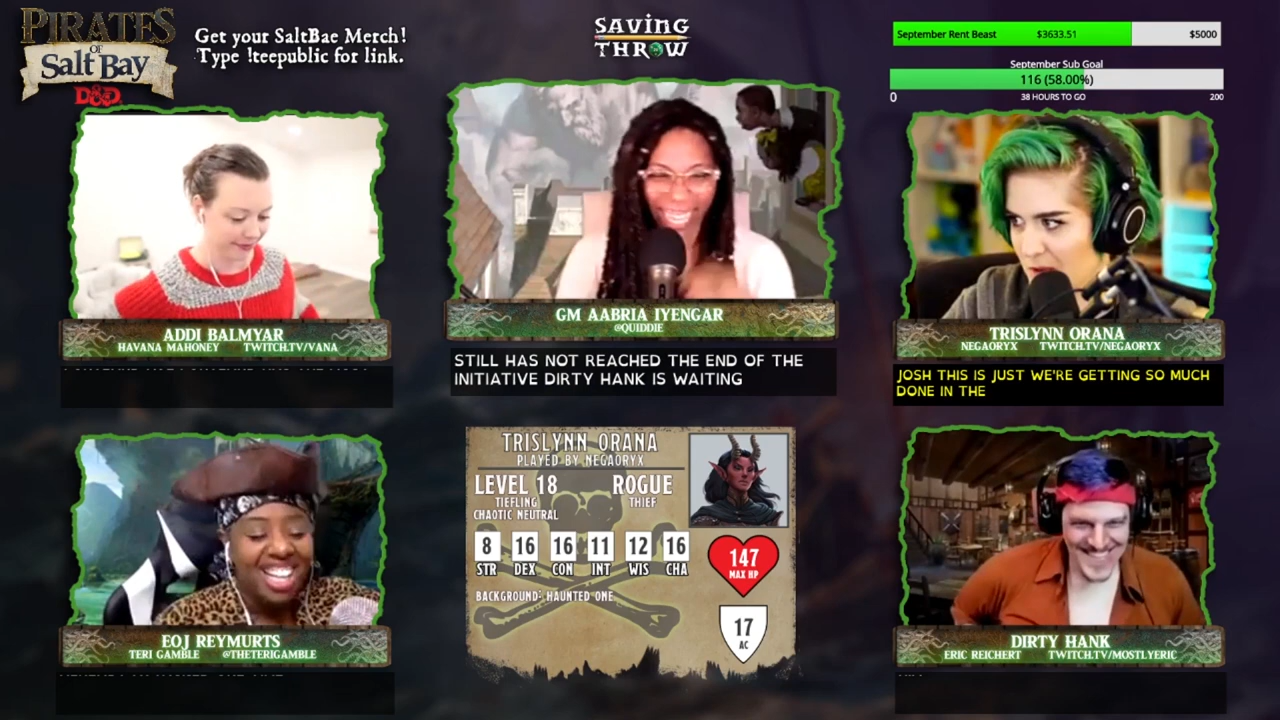 PIRATES
OF
Salt Bay
D&D
Get your SaltBae Merch!
Type !teepublic for link.
SAVING
THROW
September Rent Beast $3633.51 $5000
September Sub Goal
116 (58.00%)
0 38 HOURS TO GO 200
ADDI BALMYAR
HAVANA MAHONEY TWITCH.TV/VANA
GM AABRIA IYENGAR
@QUIDDIE
STILL HAS NOT REACHED THE END OF THE
INITIATIVE DIRTY HANK IS WAITING
TRISLYNN ORANA
NEGAORYX TWITCH.TV/NEGAORYX
JOSH THIS IS JUST WE'RE GETTING SO MUCH
DONE IN THE
TRISLYNN ORANA
PLAYED BY NEGAORYX
LEVEL 18 ROGUE
TIEFLING THIEF
CHAOTIC NEUTRAL
8 16 16 11 12 16
STR DEX CON INT WIS CHA
BACKGROUND: HAUNTED ONE
147
MAX HP
17
AC
EOJ REYMURTS
TERI GAMBLE @THETERIGAMBLE
DIRTY HANK
ERIC REICHERT TWITCH.TV/MOSTLYERIC